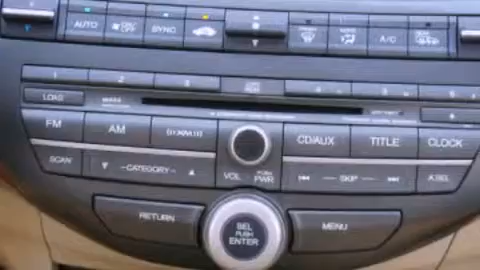 AUTO SYNC A/C
1 2 3 4 5 6
LOAD
FM AM CD/AUX TITLE CLOCK
SCAN ▼ -CATEGORY- ▲ VOL PUSH PWR SKIP A.SEL
RETURN SEL PUSH ENTER MENU